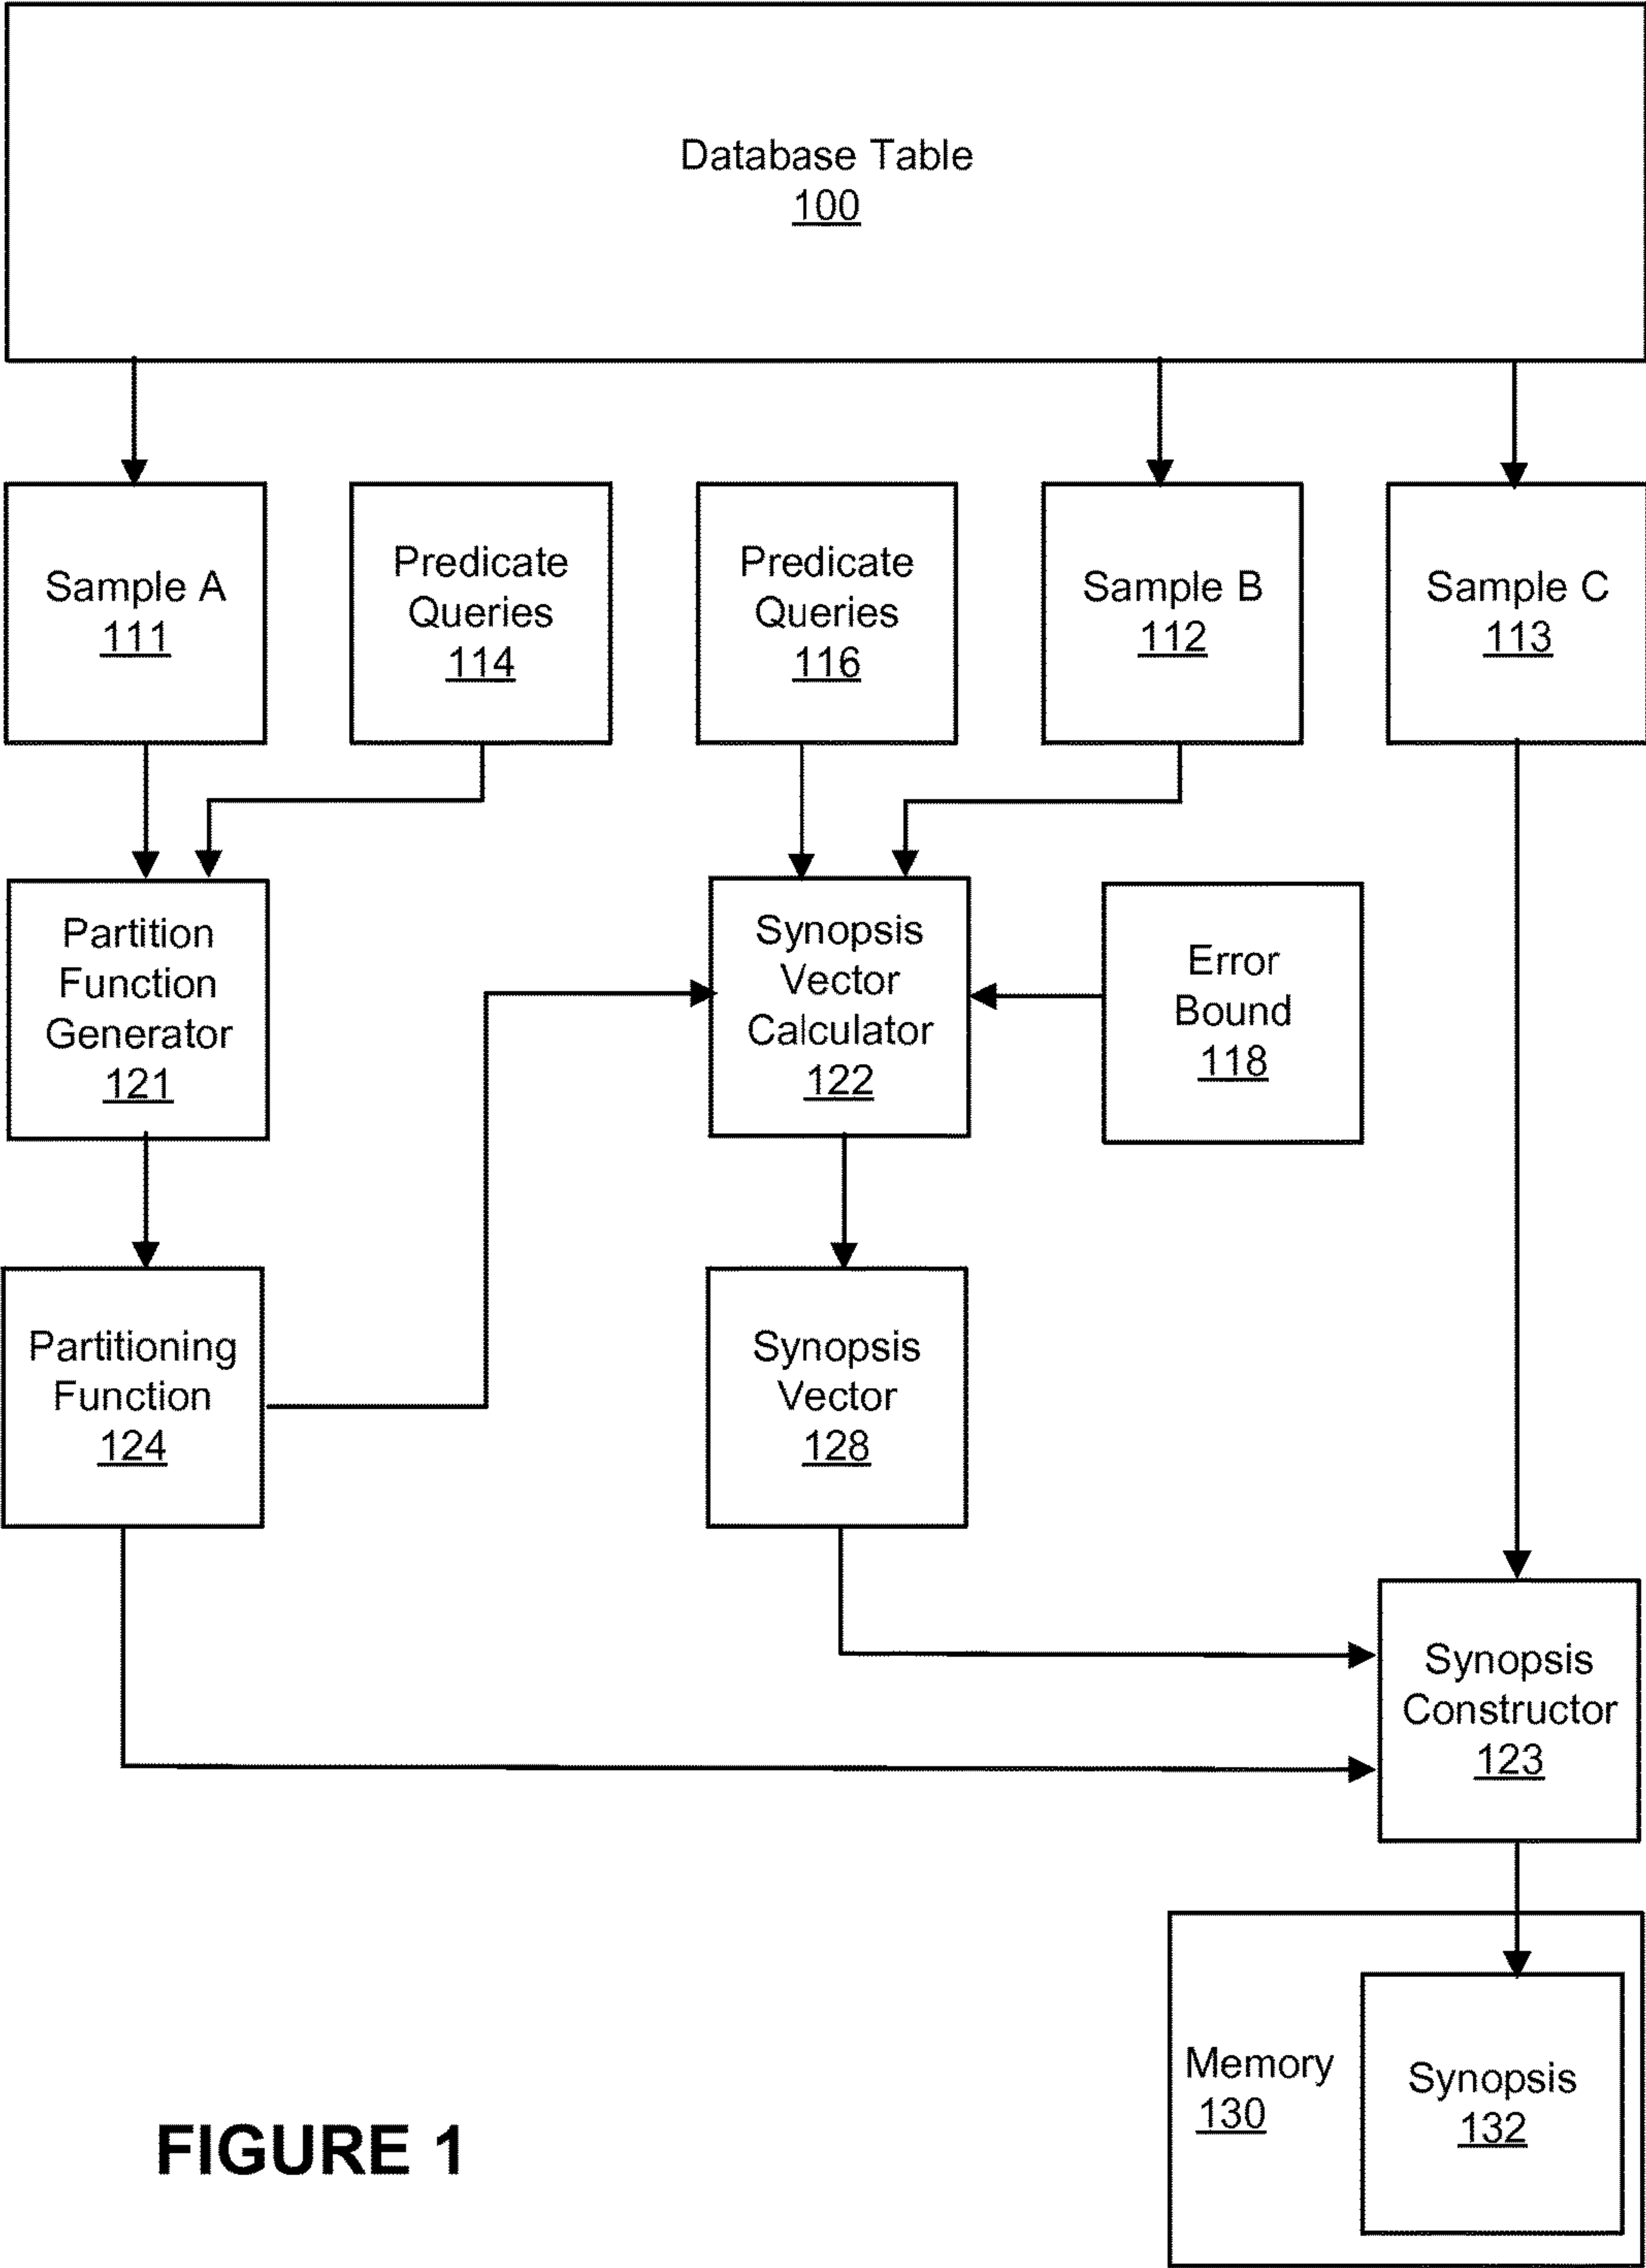 Database Table
100
Sample A
111
Predicate
Queries
114
Predicate
Queries
116
Sample B
112
Sample C
113
Partition
Function
Generator
121
Synopsis
Vector
Calculator
122
Error
Bound
118
Partitioning
Function
124
Synopsis
Vector
128
Synopsis
Constructor
123
Memory
130
Synopsis
132
FIGURE 1